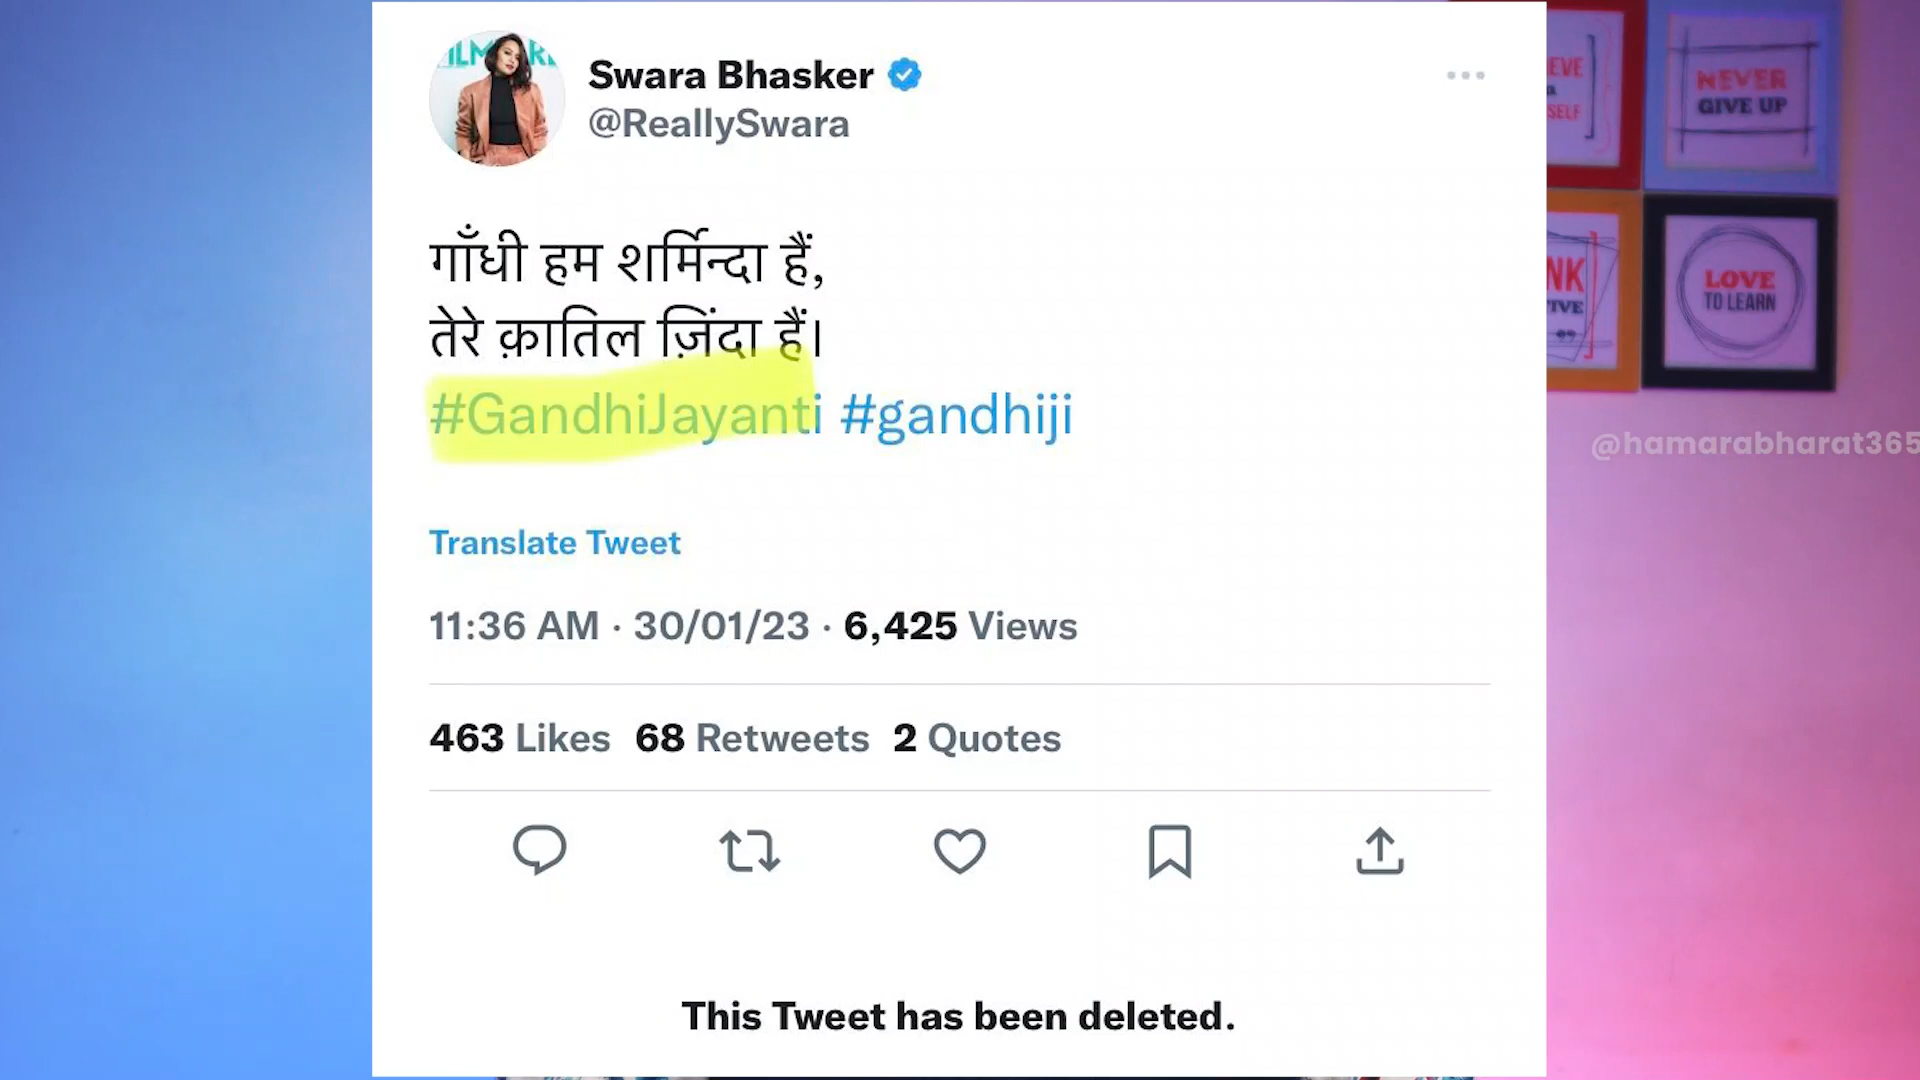 Swara Bhasker
@ReallySwara
गाँधी हम शर्मिन्दा हैं,
तेरे क़ातिल ज़िंदा हैं।
#GandhiJayanti #gandhiji
Translate Tweet
11:36 AM · 30/01/23 · 6,425 Views
463 Likes 68 Retweets 2 Quotes
This Tweet has been deleted.
NEVER
GIVE UP
LOVE
TO LEARN
@hamarabharat365